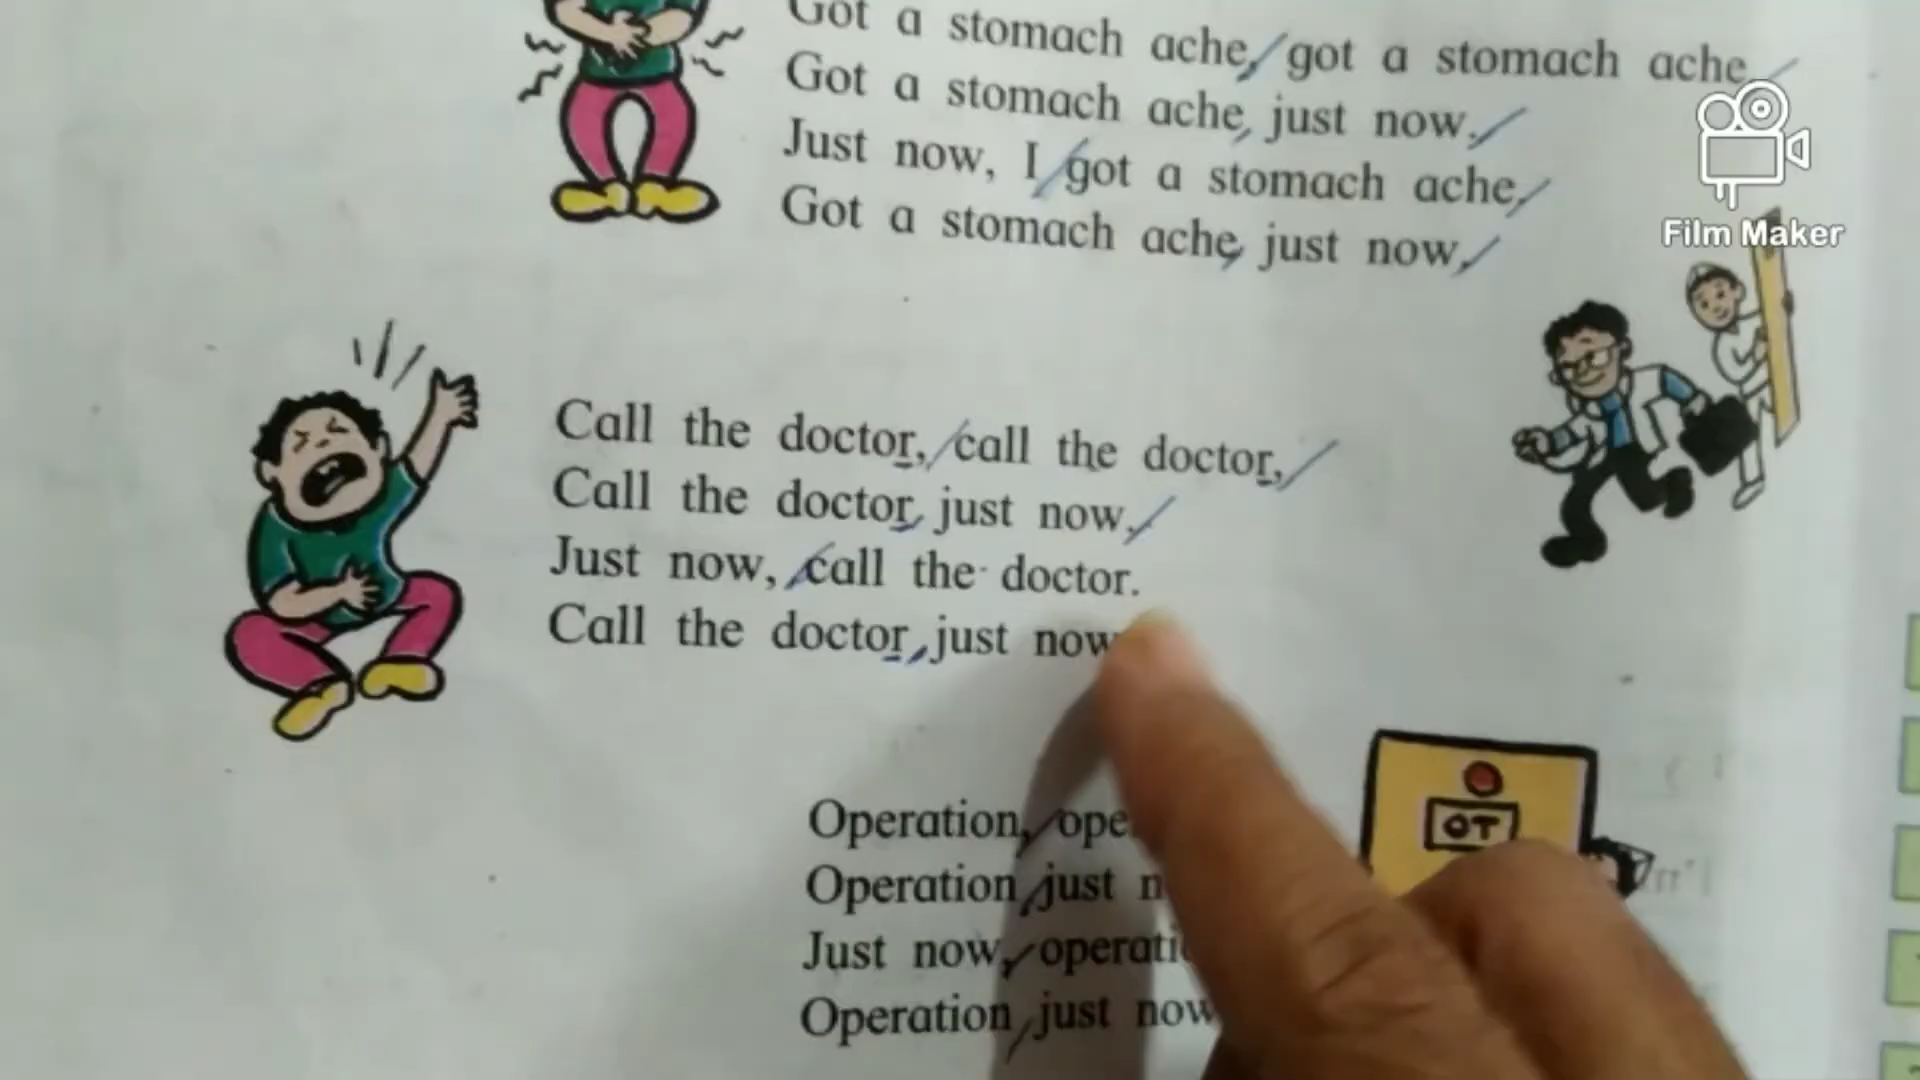 Got a stomach ache, got a stomach ache,
Got a stomach ache, just now.
Just now, I got a stomach ache,
Got a stomach ache, just now,
Film Maker
Call the doctor, call the doctor,
Call the doctor, just now.
Just now, call the doctor.
Call the doctor, just now
OT
Operation,
Operation, just
Just now,
Operation, just now